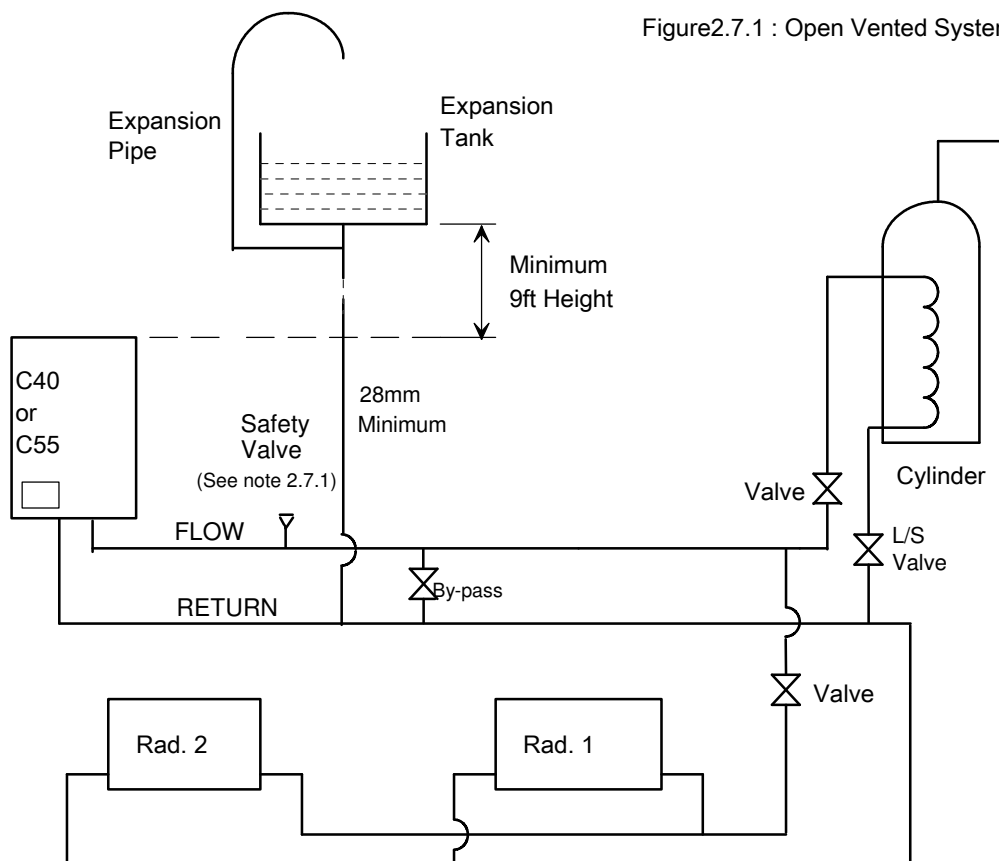 Figure2.7.1 : Open Vented System
Expansion
Pipe
Expansion
Tank
Minimum
9ft Height
C40
or
C55
28mm
Minimum
Safety
Valve
(See note 2.7.1)
Valve
Cylinder
L/S
Valve
FLOW
By-pass
RETURN
Valve
Rad. 2
Rad. 1